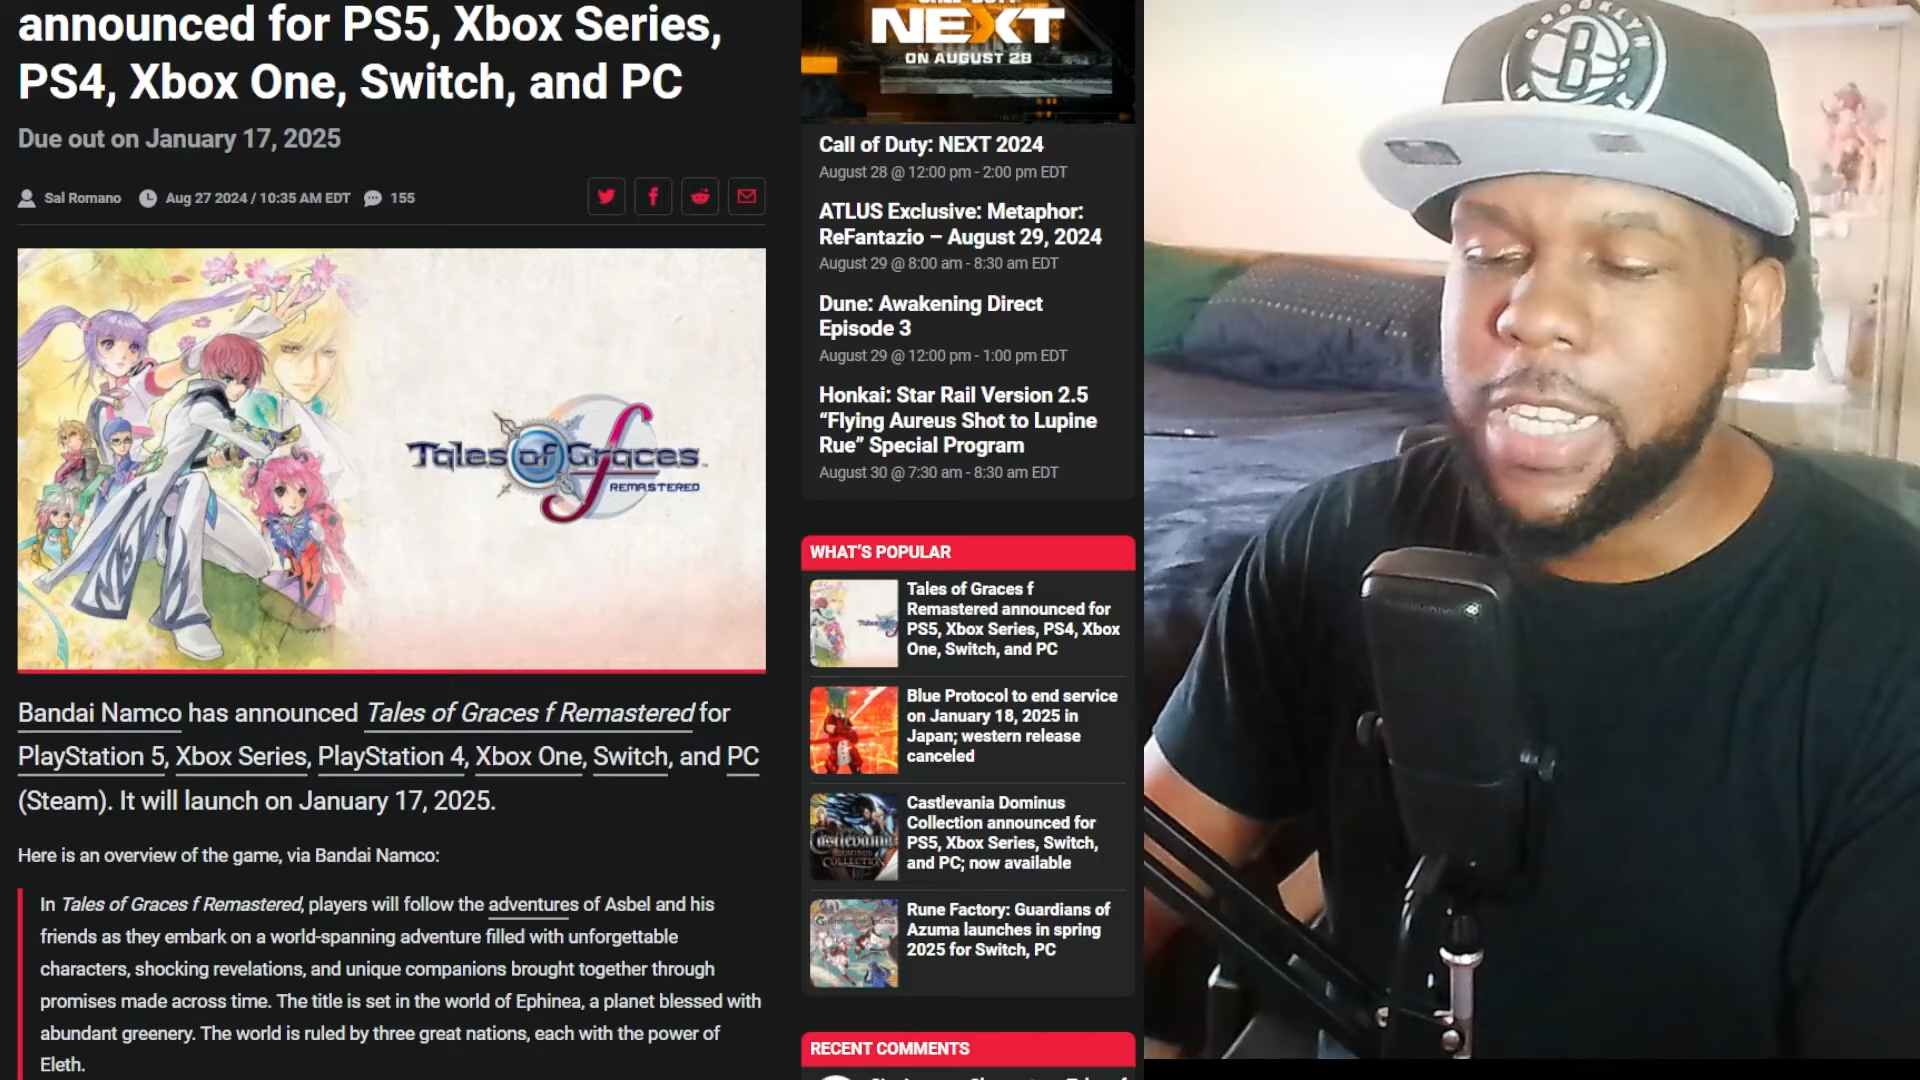 announced for PS5, Xbox Series,
PS4, Xbox One, Switch, and PC
Due out on January 17, 2025
Sal Romano Aug 27 2024 / 10:35 AM EDT 155
Tales of Graces f
REMASTERED
Bandai Namco has announced Tales of Graces f Remastered for
PlayStation 5, Xbox Series, PlayStation 4, Xbox One, Switch, and PC
(Steam). It will launch on January 17, 2025.
Here is an overview of the game, via Bandai Namco:
In Tales of Graces f Remastered, players will follow the adventures of Asbel and his
friends as they embark on a world-spanning adventure filled with unforgettable
characters, shocking revelations, and unique companions brought together through
promises made across time. The title is set in the world of Ephinea, a planet blessed with
abundant greenery. The world is ruled by three great nations, each with the power of
Eleth.
NEXT
ON AUGUST 28
Call of Duty: NEXT 2024
August 28 @ 12:00 pm - 2:00 pm EDT
ATLUS Exclusive: Metaphor:
ReFantazio – August 29, 2024
August 29 @ 8:00 am - 8:30 am EDT
Dune: Awakening Direct
Episode 3
August 29 @ 12:00 pm - 1:00 pm EDT
Honkai: Star Rail Version 2.5
“Flying Aureus Shot to Lupine
Rue” Special Program
August 30 @ 7:30 am - 8:30 am EDT
WHAT’S POPULAR
Tales of Graces f
Remastered announced for
PS5, Xbox Series, PS4, Xbox
One, Switch, and PC
Blue Protocol to end service
on January 18, 2025 in
Japan; western release
canceled
Castlevania
DOMINUS
COLLECTION
Castlevania Dominus
Collection announced for
PS5, Xbox Series, Switch,
and PC; now available
Rune Factory: Guardians of
Azuma launches in spring
2025 for Switch, PC
RECENT COMMENTS
BROOKLYN
B